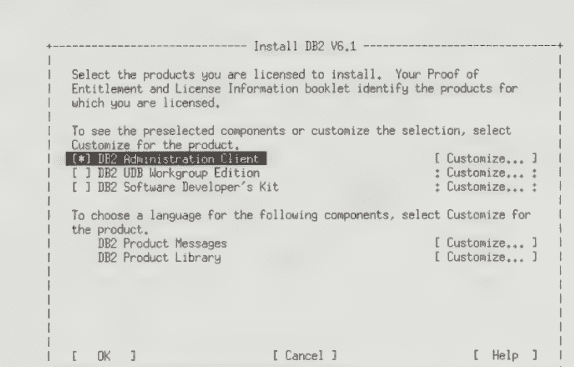 +---------------------------- Install DB2 V6.1 ----------------------------+
Select the products you are licensed to install. Your Proof of
Entitlement and License Information booklet identify the products for
which you are licensed.
To see the preselected components or customize the selection, select
Customize for the product.
[*] DB2 Administration Client [ Customize... ]
[ ] DB2 UDB Workgroup Edition : Customize... :
[ ] DB2 Software Developer's Kit : Customize... :
To choose a language for the following components, select Customize for
the product.
DB2 Product Messages [ Customize... ]
DB2 Product Library [ Customize... ]
[ OK ] [ Cancel ] [ Help ]